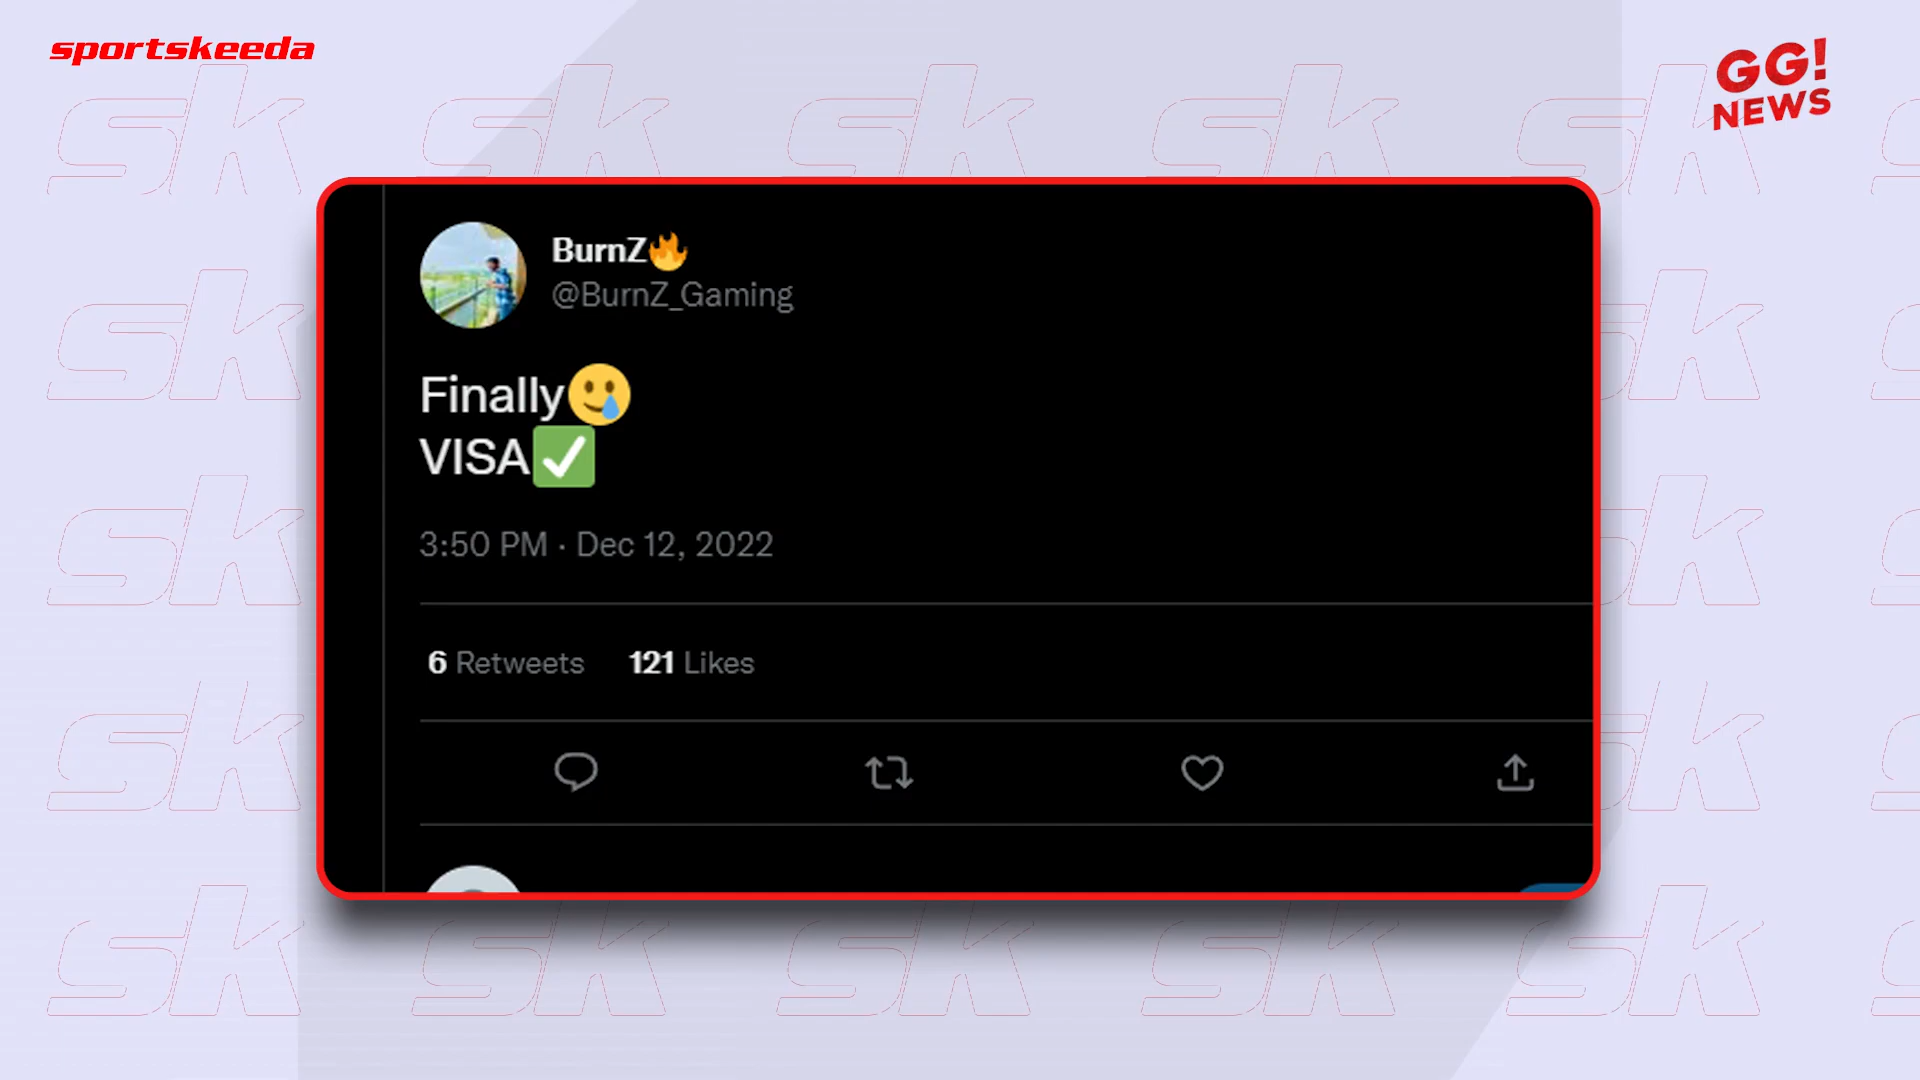 sportskeeda
GG!
NEWS
BurnZ🔥
@BurnZ_Gaming
Finally🥲
VISA✅
3:50 PM · Dec 12, 2022
6 Retweets 121 Likes